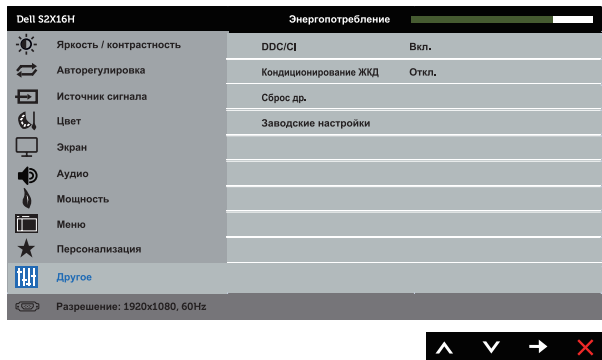 Dell S2X16H Энергопотребление
Яркость / контрастность DDC/CI Вкл.
Авторегулировка Кондиционирование ЖКД Откл.
Источник сигнала Сброс др.
Цвет Заводские настройки
Экран
Аудио
Мощность
Меню
Персонализация
Другое
Разрешение: 1920x1080, 60Hz